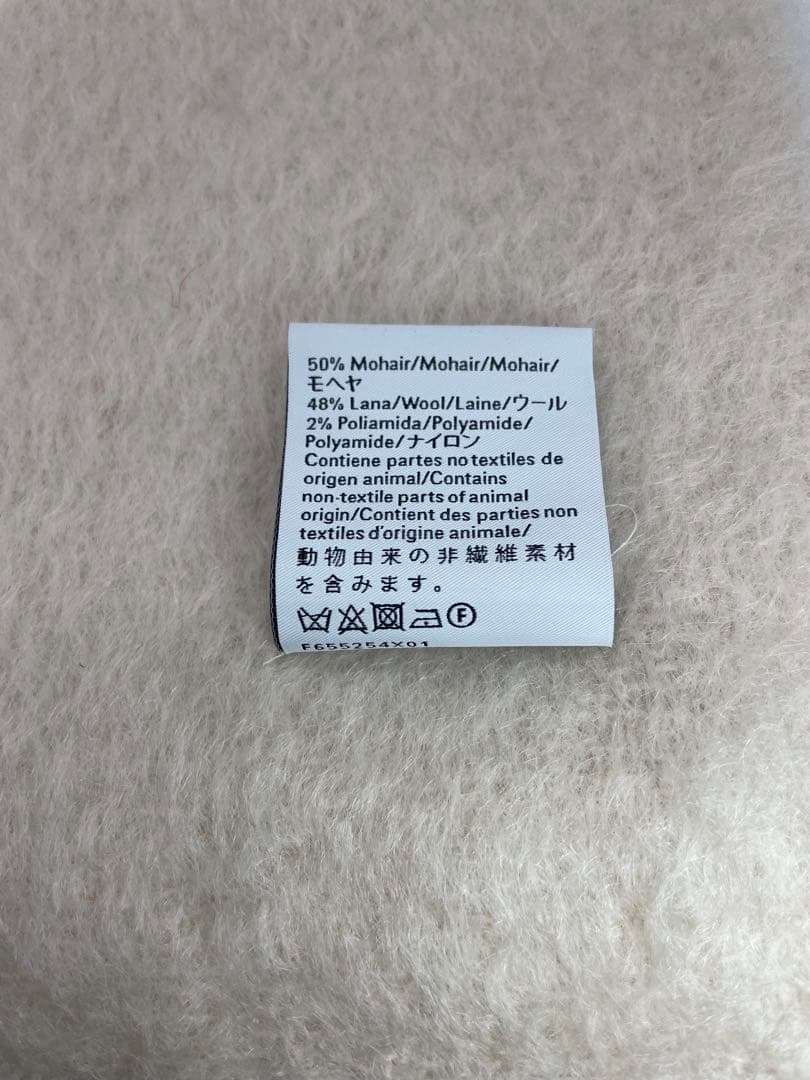 50% Mohair/Mohair/Mohair/
モヘヤ
48% Lana/Wool/Laine/ウール
2% Poliamida/Polyamide/
Polyamide/ナイロン
Contiene partes no textiles de
origen animal/Contains
non-textile parts of animal
origin/Contient des parties non
textiles d'origine animale/
動物由来の非繊維素材
を含みます。
F
F655254X01